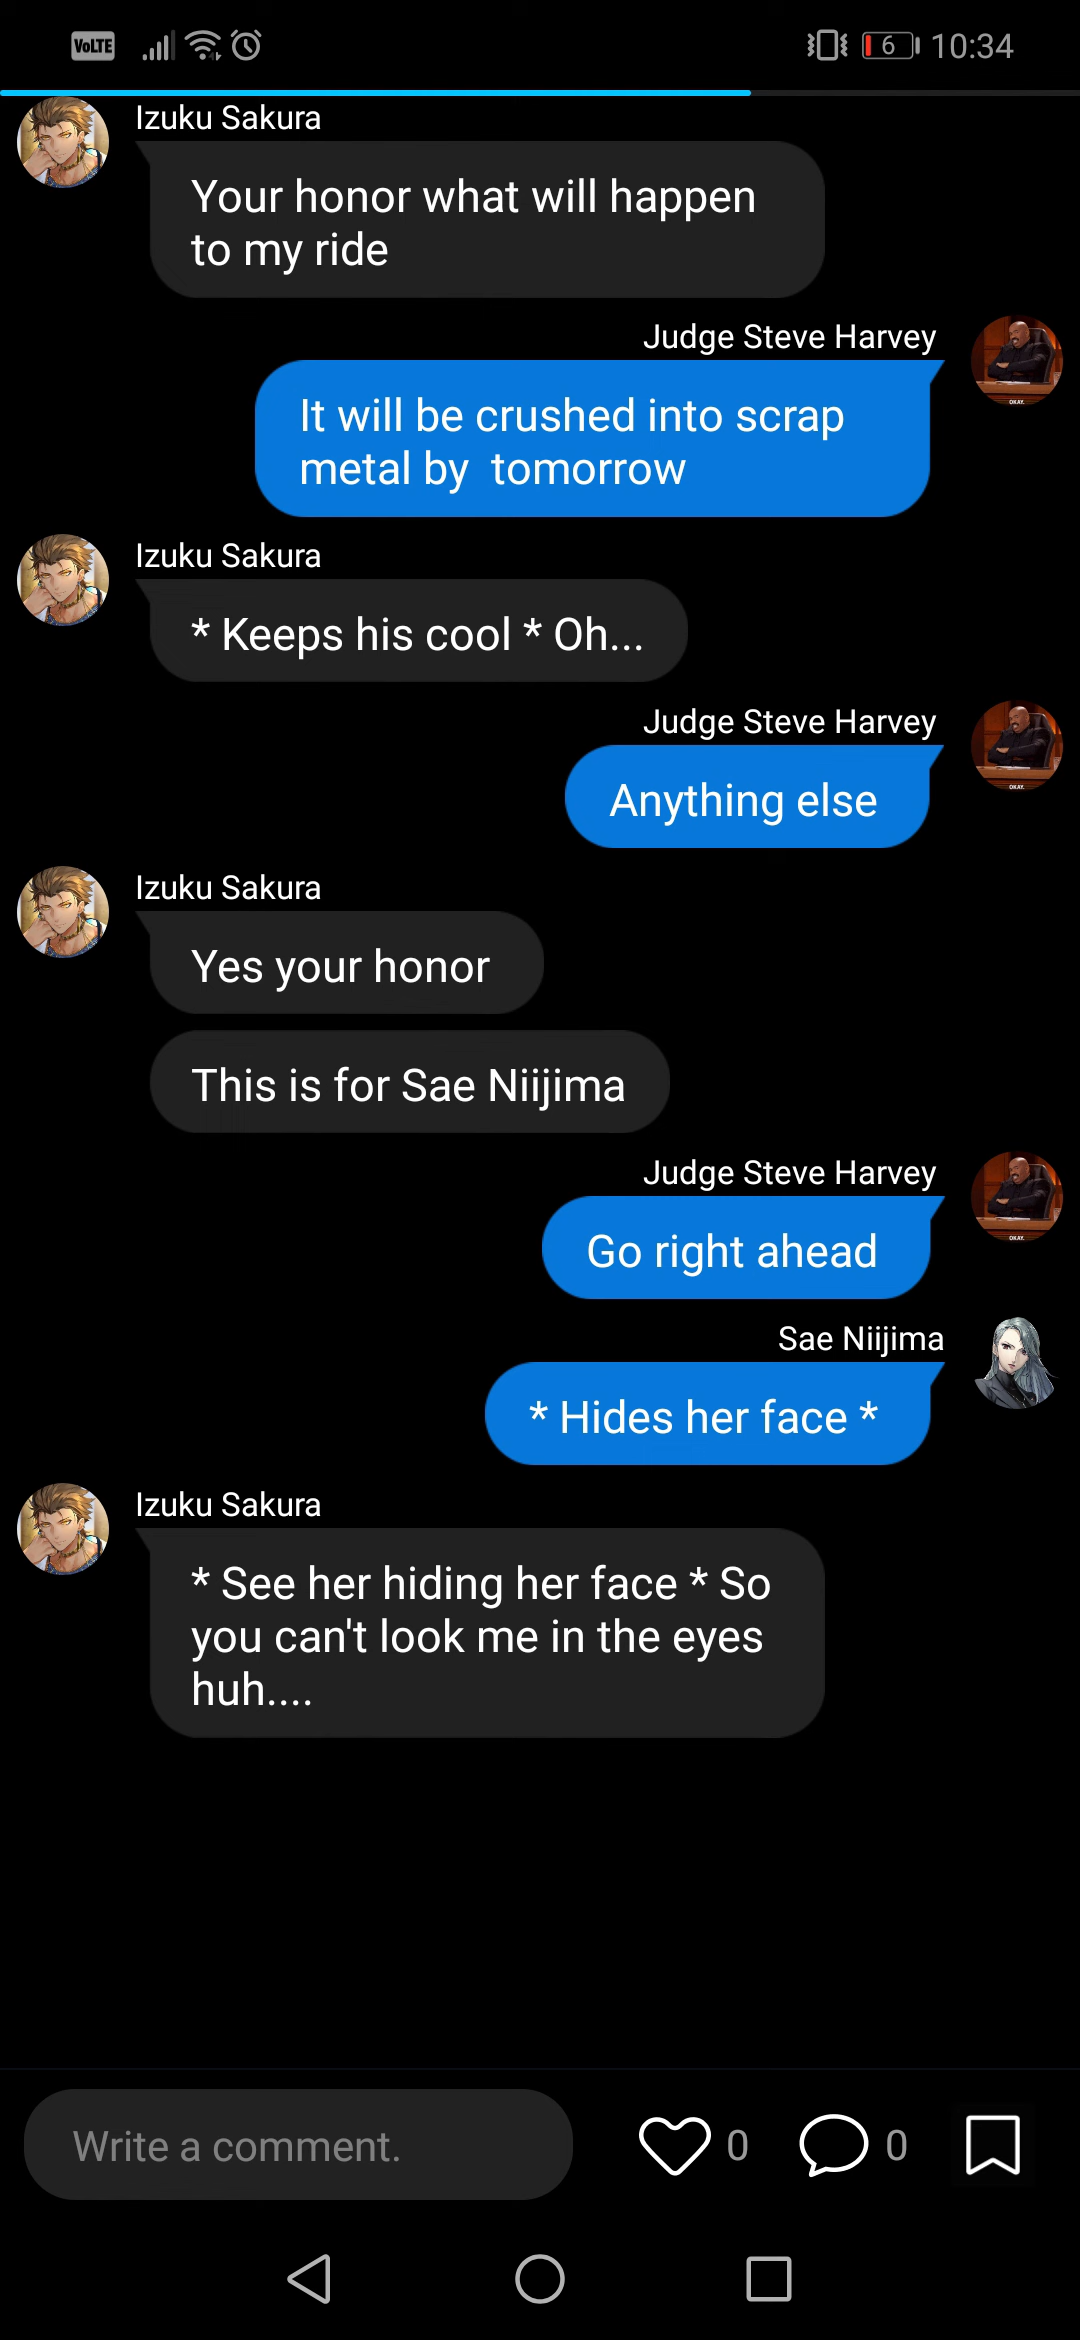 VoLTE 6 10:34
Izuku Sakura
Your honor what will happen
to my ride
Judge Steve Harvey
OKAY.
It will be crushed into scrap
metal by  tomorrow
Izuku Sakura
* Keeps his cool * Oh...
Judge Steve Harvey
OKAY.
Anything else
Izuku Sakura
Yes your honor
This is for Sae Niijima
Judge Steve Harvey
OKAY.
Go right ahead
Sae Niijima
* Hides her face *
Izuku Sakura
* See her hiding her face * So
you can't look me in the eyes
huh....
Write a comment. 0 0